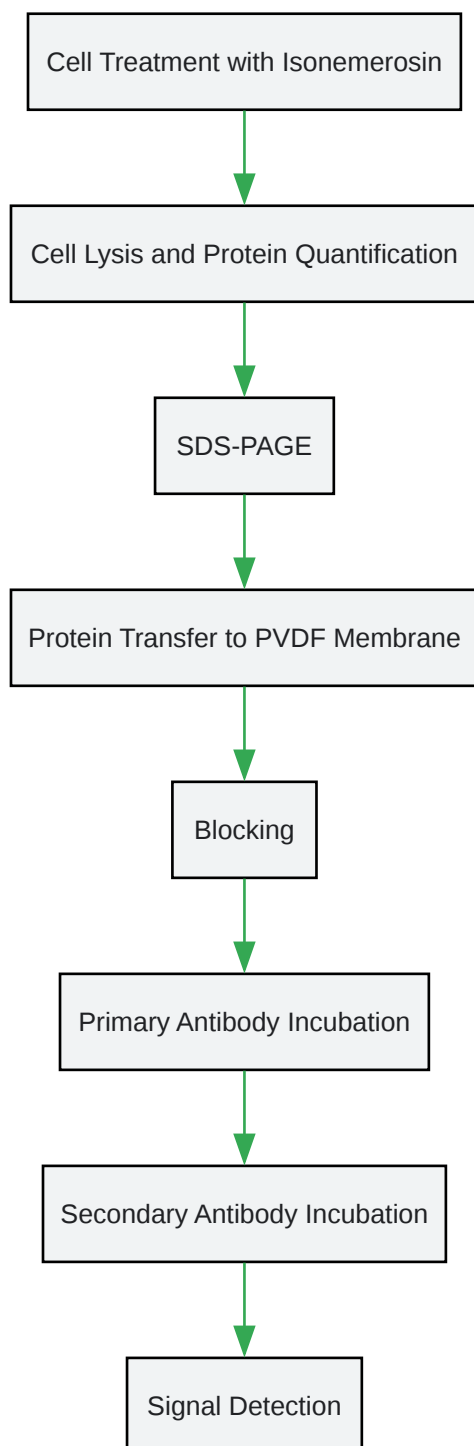 Cell Treatment with Isonemerosin
Cell Lysis and Protein Quantification
SDS-PAGE
Protein Transfer to PVDF Membrane
Blocking
Primary Antibody Incubation
Secondary Antibody Incubation
Signal Detection